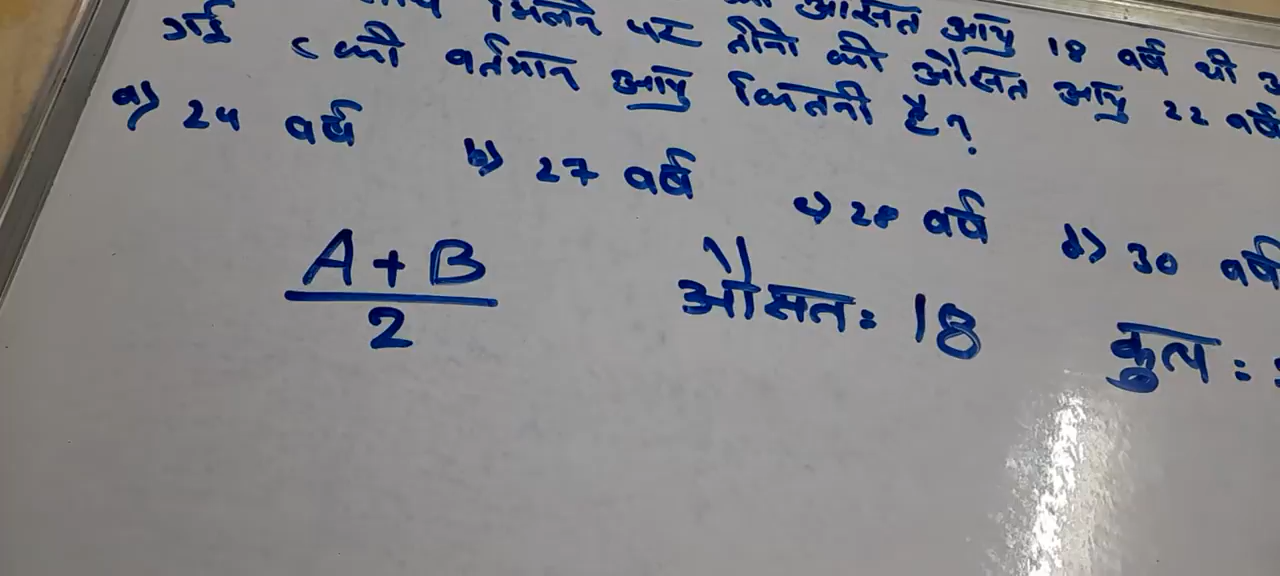 मिलने पर तीनो की औसत आयु 22 वर्ष
औसत आयु 18 वर्ष थी
गई C की वर्तमान आयु कितनी है?
a) 24 वर्ष b) 27 वर्ष c) 28 वर्ष d) 30 वर्ष
A + B
2
औसत = 18 कुल =